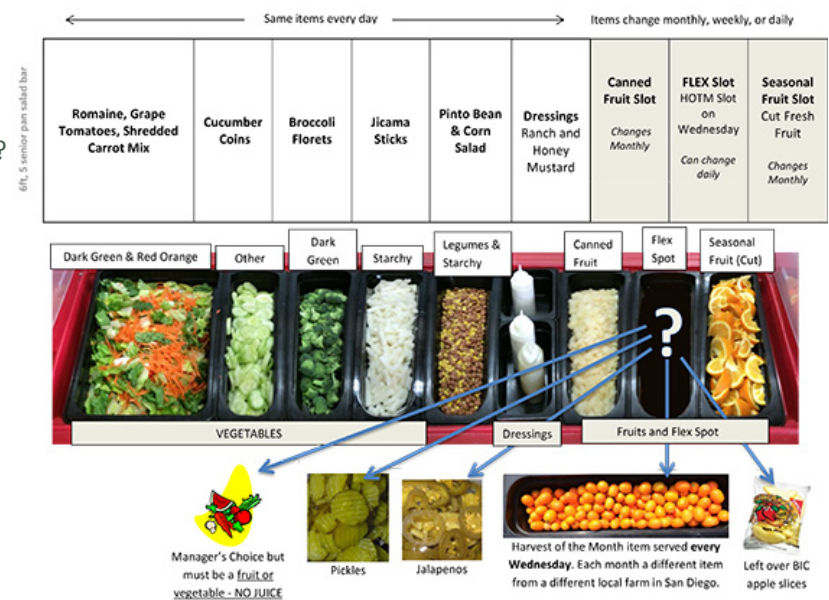 Same items every day
Items change monthly, weekly, or daily
6ft, 5 senior pan salad bar
?
Romaine, Grape
Tomatoes, Shredded
Carrot Mix
Cucumber
Coins
Broccoli
Florets
Jicama
Sticks
Pinto Bean
& Corn
Salad
Dressings
Ranch and
Honey
Mustard
Canned
Fruit Slot
Changes
Monthly
FLEX Slot
HOTM Slot
on
Wednesday
Can change
daily
Seasonal
Fruit Slot
Cut Fresh
Fruit
Changes
Monthly
Dark Green & Red Orange
Other
Dark
Green
Starchy
Legumes &
Starchy
Canned
Fruit
Flex
Spot
Seasonal
Fruit (Cut)
?
VEGETABLES
Dressings
Fruits and Flex Spot
Manager's Choice but
must be a fruit or
vegetable - NO JUICE
Pickles
Jalapenos
Harvest of the Month item served every
Wednesday. Each month a different item
from a different local farm in San Diego.
Left over BIC
apple slices